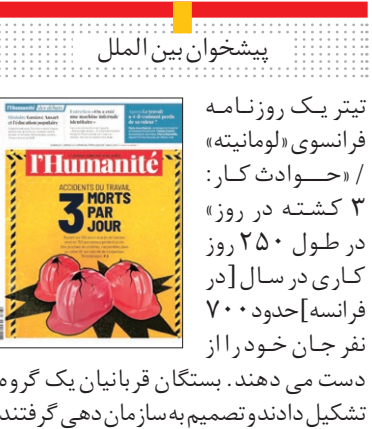 پیشخوان بین الملل
تیتر یک روزنامه
فرانسوی «لومانیته»
/ «حوادث کار:
۳ کشته در روز»
در طول ۲۵۰ روز
کاری در سال [در
فرانسه] حدود ۷۰۰
نفر جان خود را از
دست می دهند. بستگان قربانیان یک گروه
تشکیل دادند و تصمیم به سازمان دهی گرفتند
l'Humanité
ACCIDENTS DU TRAVAIL
3 MORTS
PAR
JOUR